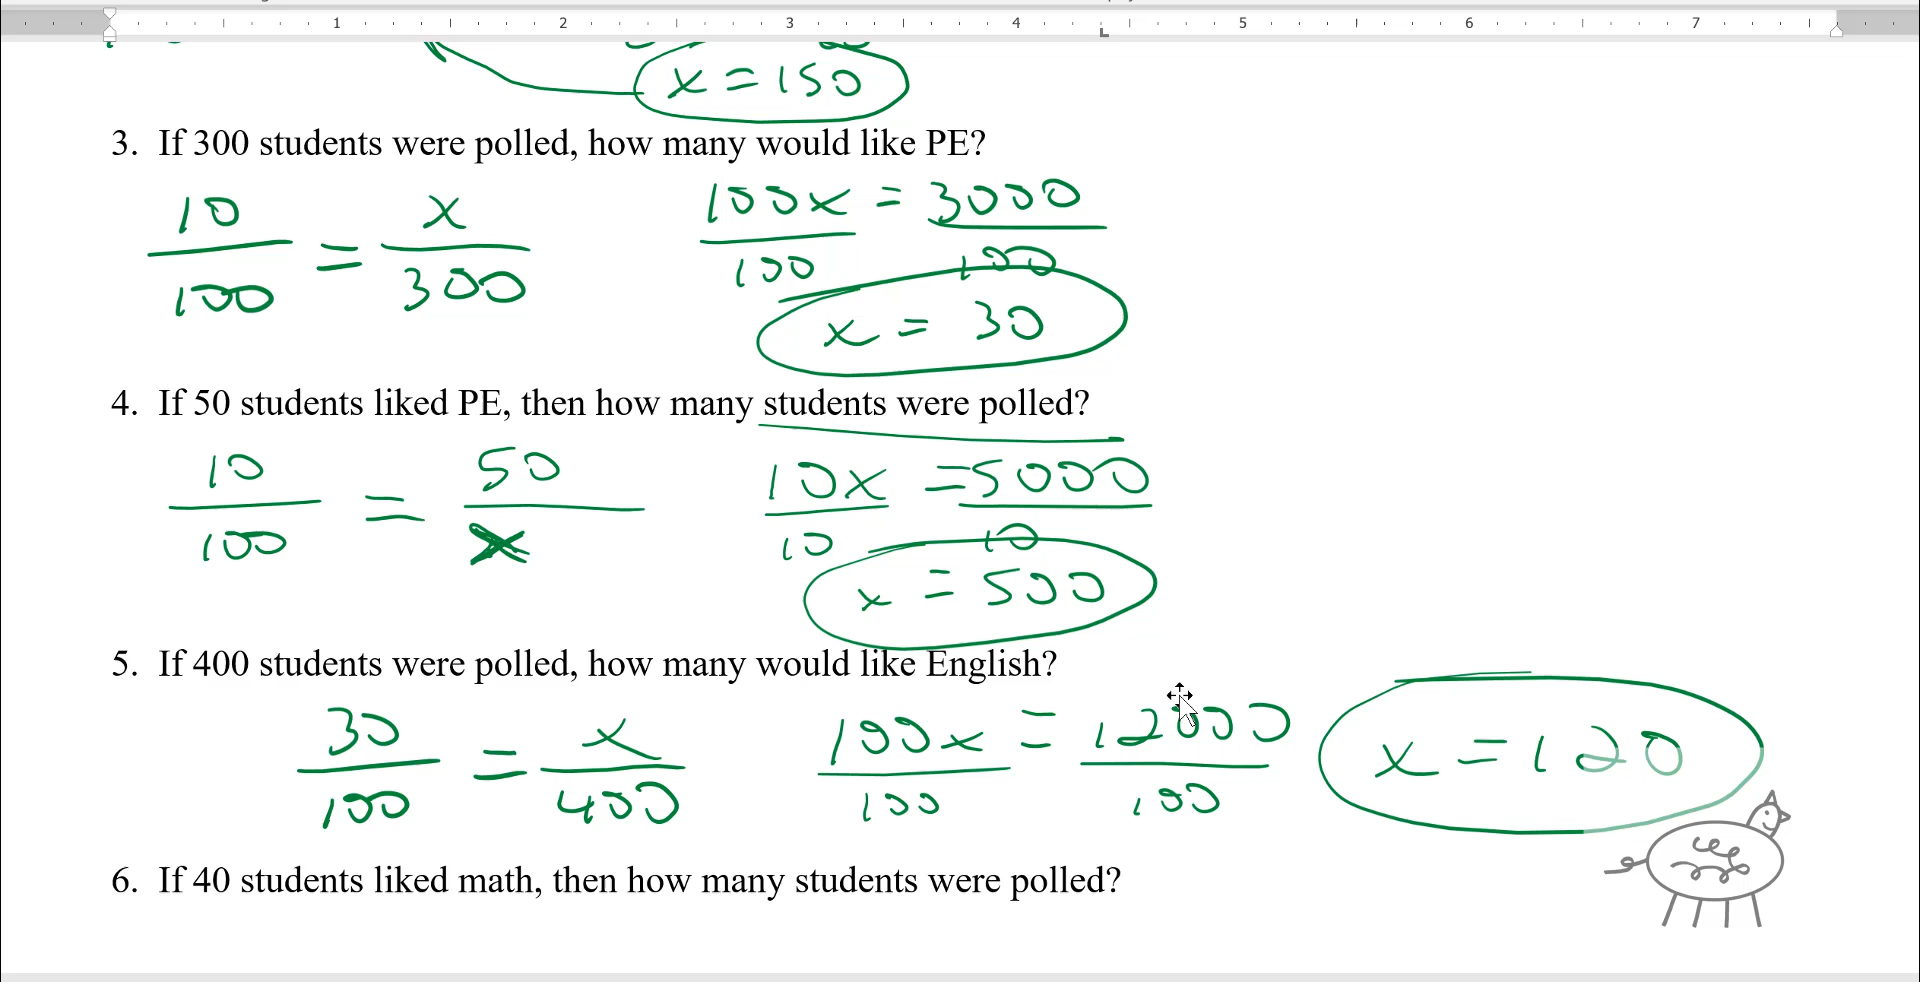 1 2 3 4 5 6 7
x = 150
3. If 300 students were polled, how many would like PE?
10/100 = x/300
100x/100 = 3000/100
x = 30
4. If 50 students liked PE, then how many students were polled?
10/100 = 50/x
10x/10 = 5000/10
x = 500
5. If 400 students were polled, how many would like English?
30/100 = x/400
100x/100 = 12000/100
x = 120
6. If 40 students liked math, then how many students were polled?